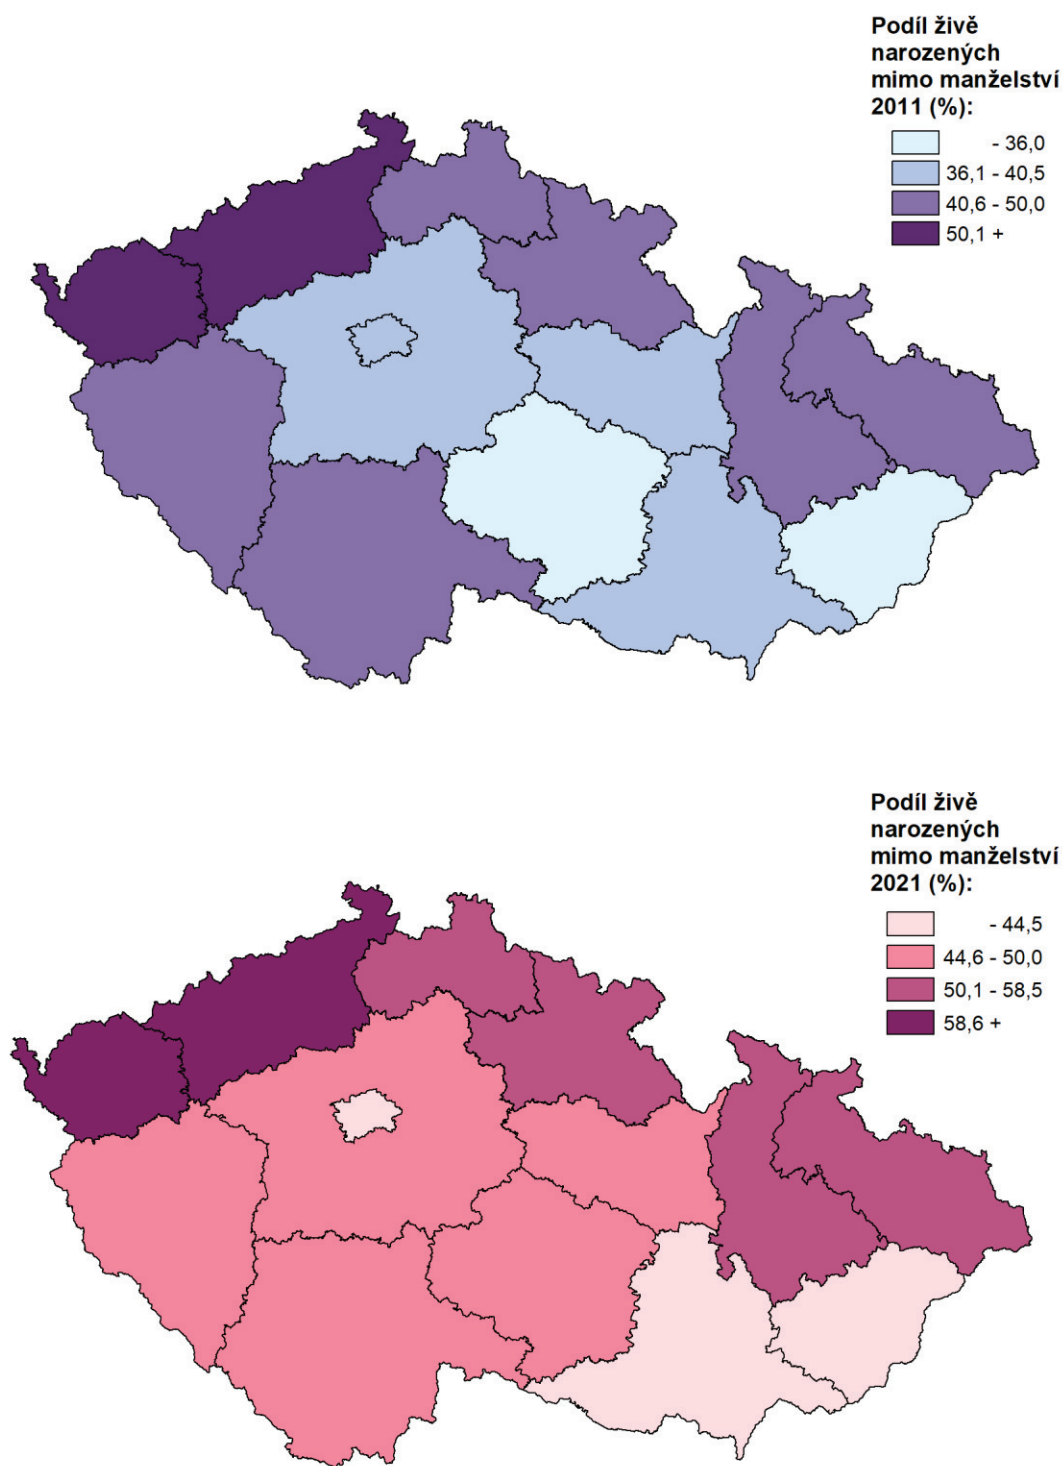 Podíl živě
narozených
mimo manželství
2011 (%):
- 36,0
36,1 - 40,5
40,6 - 50,0
50,1 +
Podíl živě
narozených
mimo manželství
2021 (%):
- 44,5
44,6 - 50,0
50,1 - 58,5
58,6 +